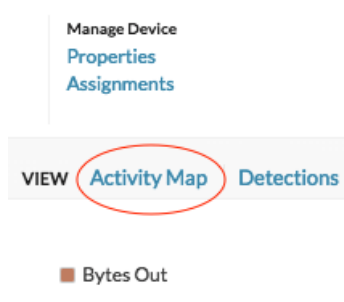 Manage Device
Properties
Assignments
VIEW Activity Map Detections
Bytes Out